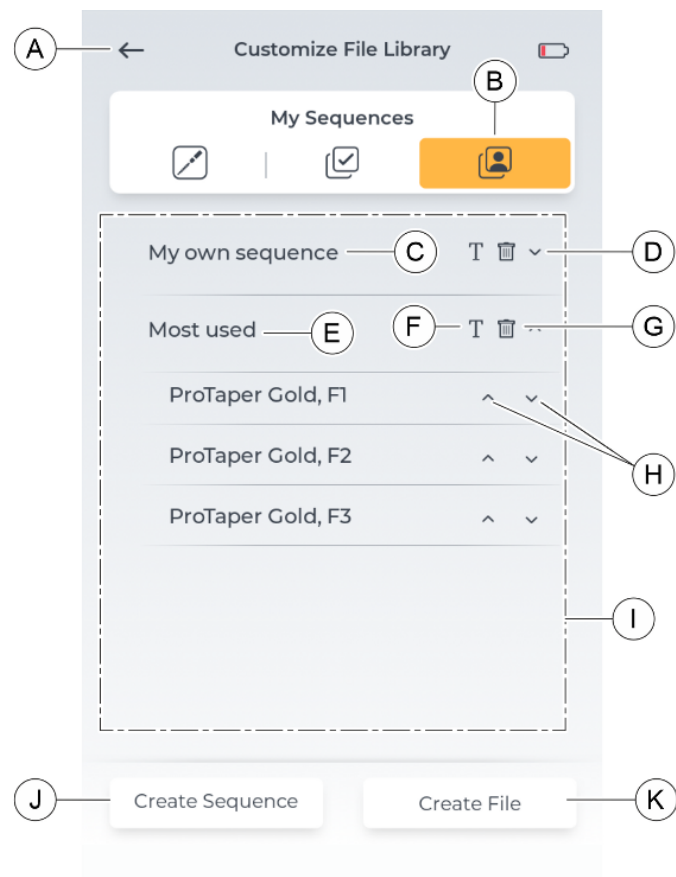 A Customize File Library
B
My Sequences
My own sequence C T D
Most used E F T G
ProTaper Gold, F1
ProTaper Gold, F2
H
ProTaper Gold, F3
I
J Create Sequence Create File K